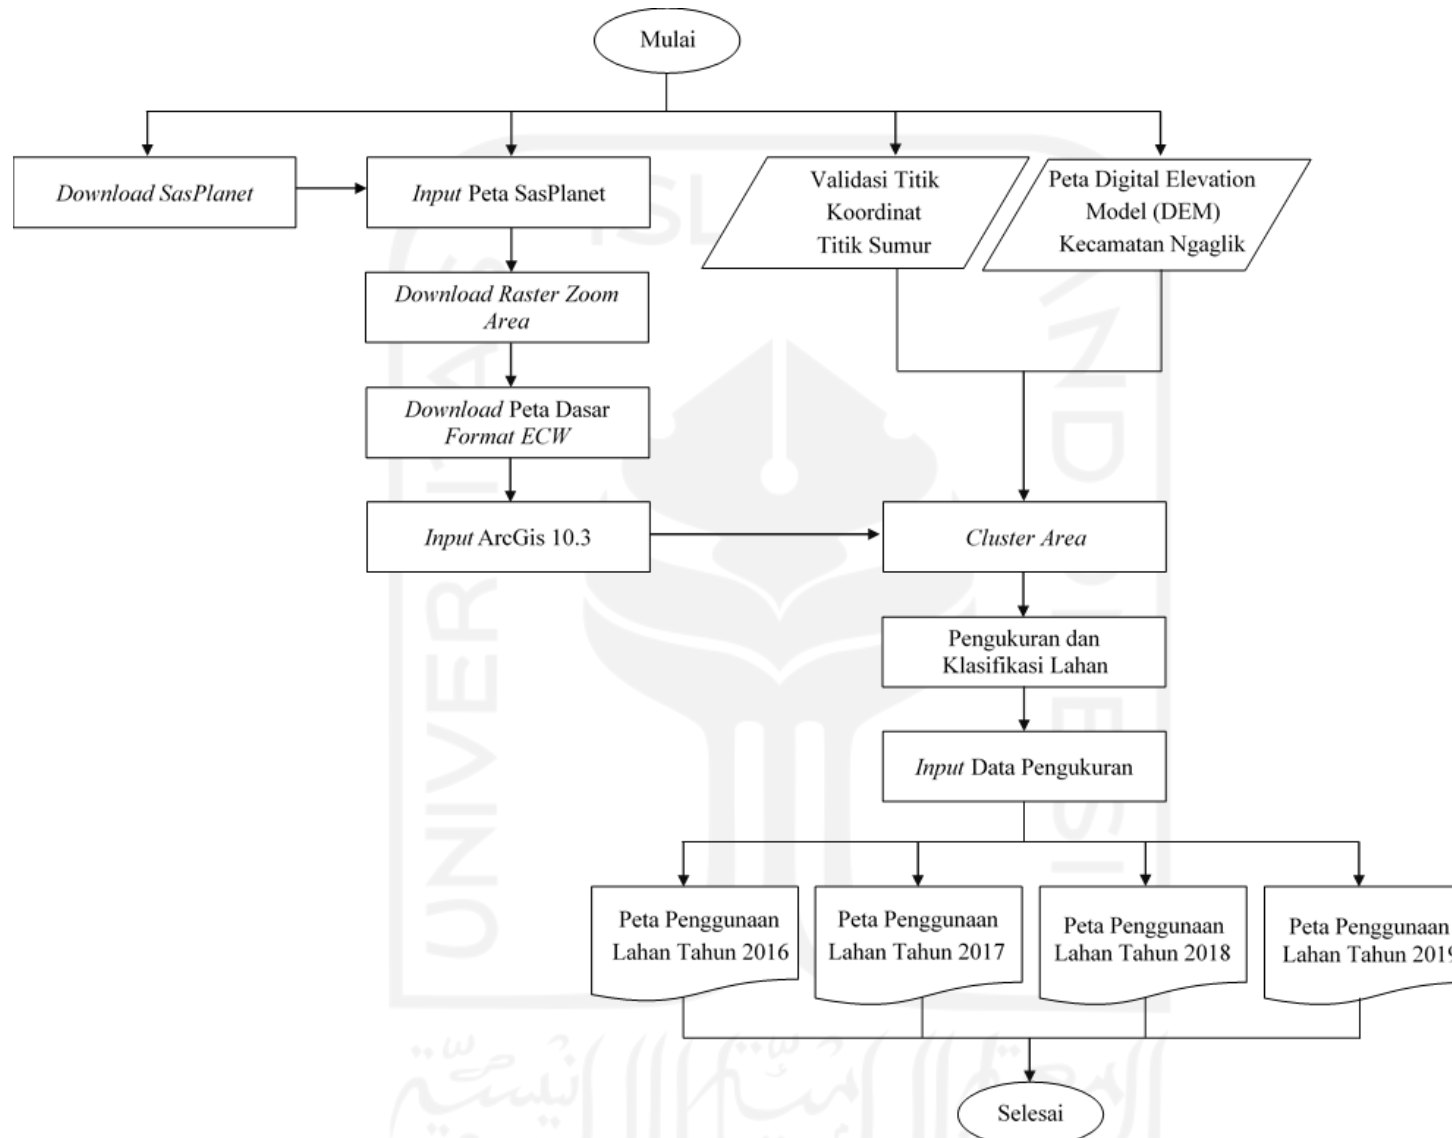 Mulai
Download SasPlanet
Input Peta SasPlanet
Validasi Titik
Koordinat
Titik Sumur
Peta Digital Elevation
Model (DEM)
Kecamatan Ngaglik
Download Raster Zoom
Area
Download Peta Dasar
Format ECW
Input ArcGis 10.3
Cluster Area
Pengukuran dan
Klasifikasi Lahan
Input Data Pengukuran
Peta Penggunaan
Lahan Tahun 2016
Peta Penggunaan
Lahan Tahun 2017
Peta Penggunaan
Lahan Tahun 2018
Peta Penggunaan
Lahan Tahun 2019
Selesai